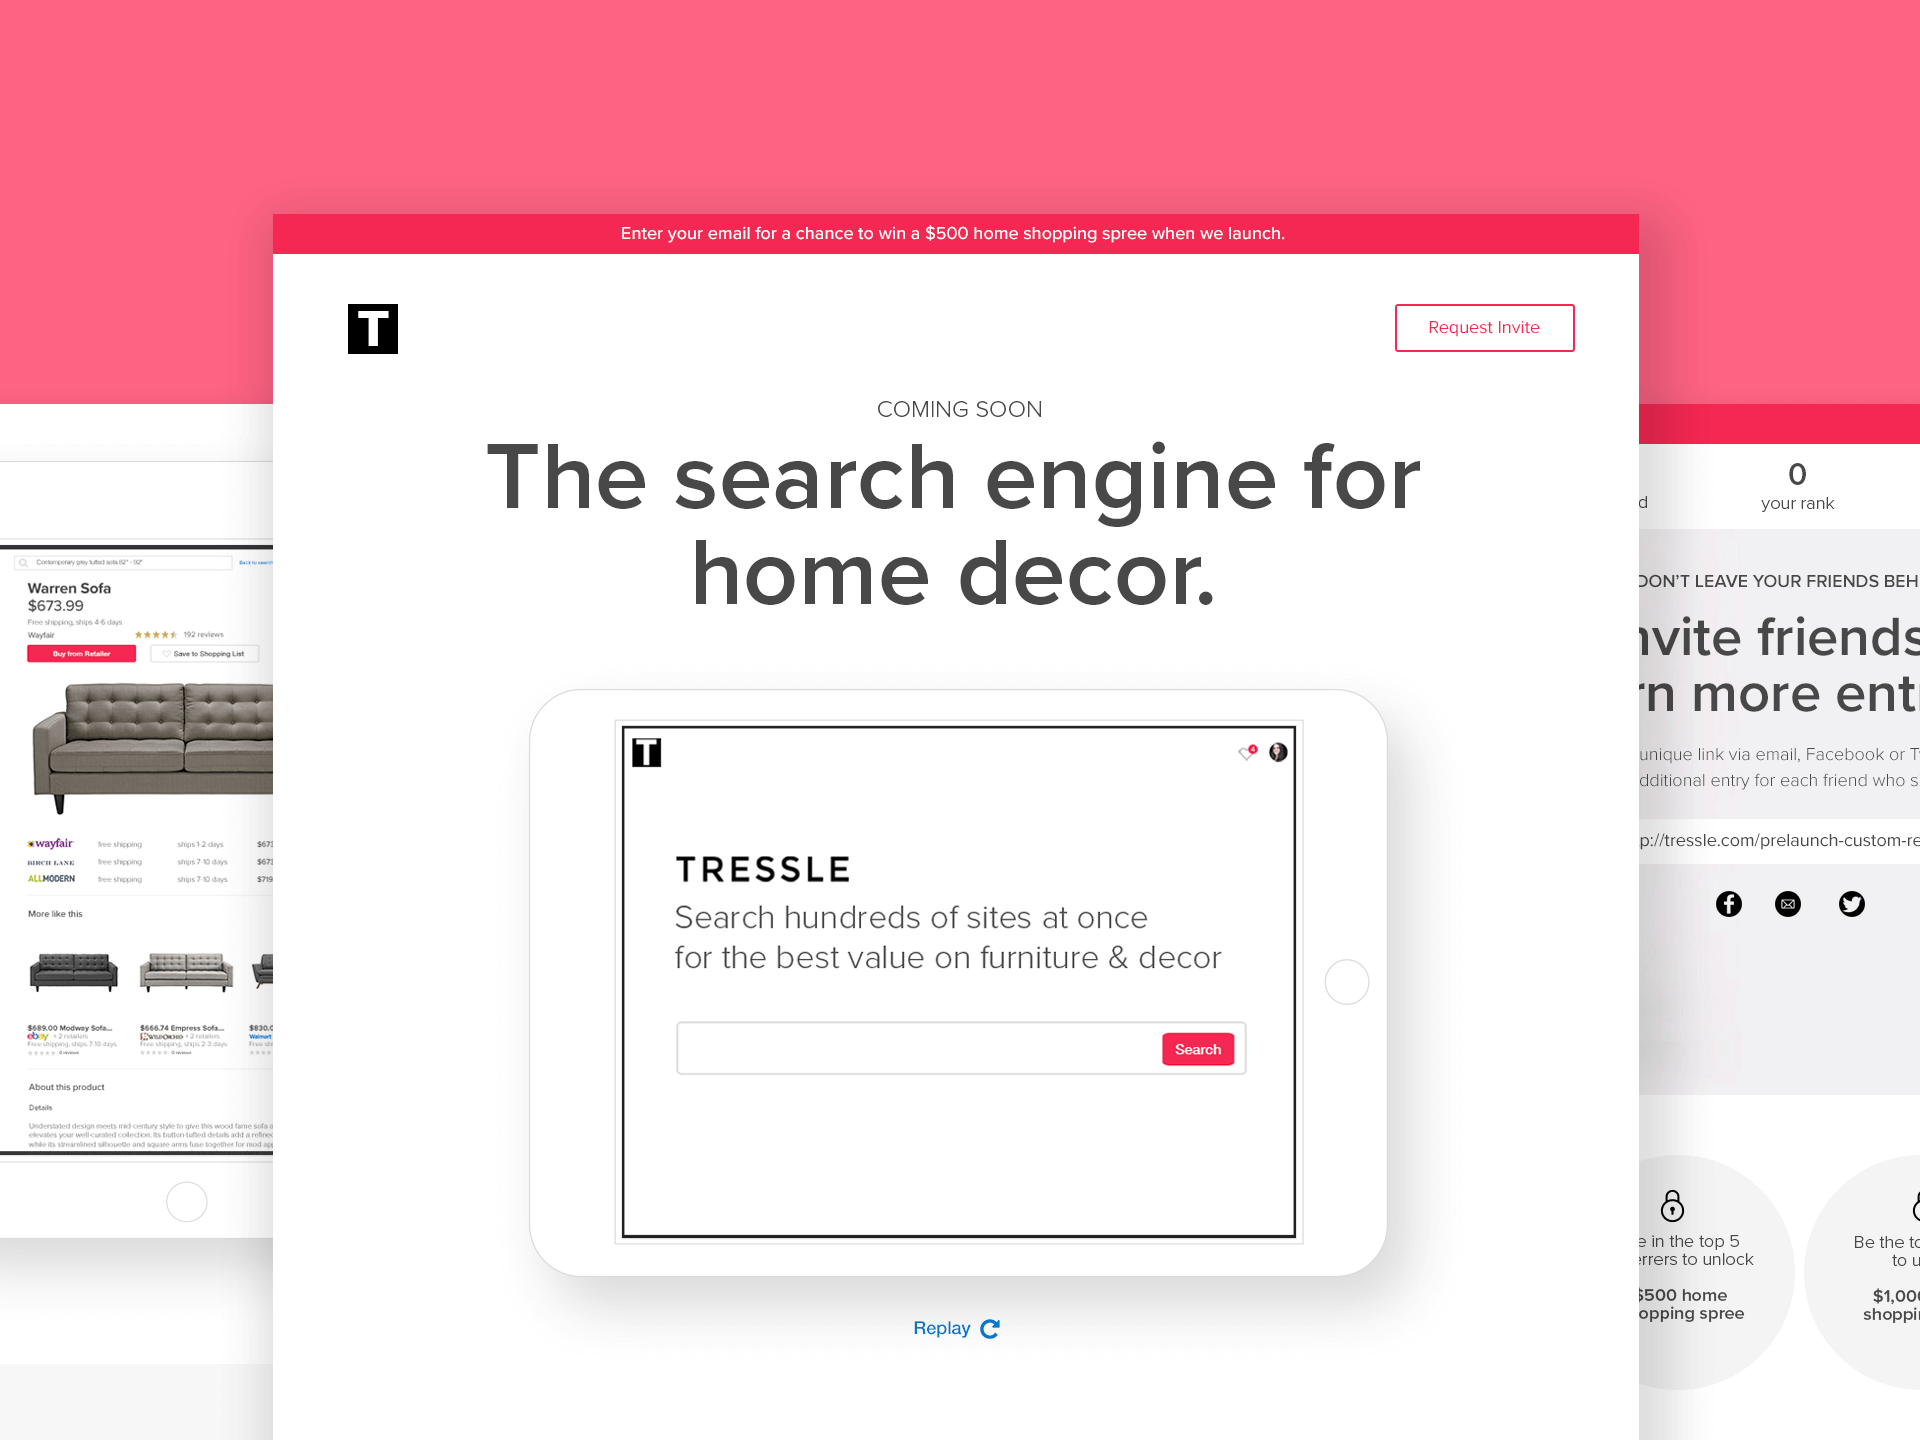 Enter your email for a chance to win a $500 home shopping spree when we launch.
T
Request Invite
COMING SOON
The search engine for
home decor.
T
4
TRESSLE
Search hundreds of sites at once
for the best value on furniture & decor
Search
Replay
Contemporary grey tufted sofa 82" - 92"
Back to search
Warren Sofa
$673.99
Free shipping, ships 4-6 days
Wayfair
192 reviews
Buy from Retailer
Save to Shopping List
wayfair
free shipping
ships 1-2 days
$673
BIRCH LANE
free shipping
ships 7-10 days
$673
ALLMODERN
free shipping
ships 7-10 days
$719
More like this
$689.00 Modway Sofa...
ebay + 2 retailers
Free shipping, ships 7-10 days
0 reviews
$666.74 Empress Sofa...
+ 2 retailers
Free shipping, ships 2-3 days
0 reviews
$830.0
Walmart
Free shi
About this product
Details
Understated design meets mid-century style to give this wood fame sofa a
elevates your well-curated collection. Its button-tufted details add a refined
while its streamlined silhouette and square arms fuse together for mod app
d
0
your rank
DON'T LEAVE YOUR FRIENDS BEH
nvite friends
rn more entr
unique link via email, Facebook or T
dditional entry for each friend who s
p://tressle.com/prelaunch-custom-re
e in the top 5
errers to unlock
$500 home
opping spree
Be the to
to u
$1,000
shoppin